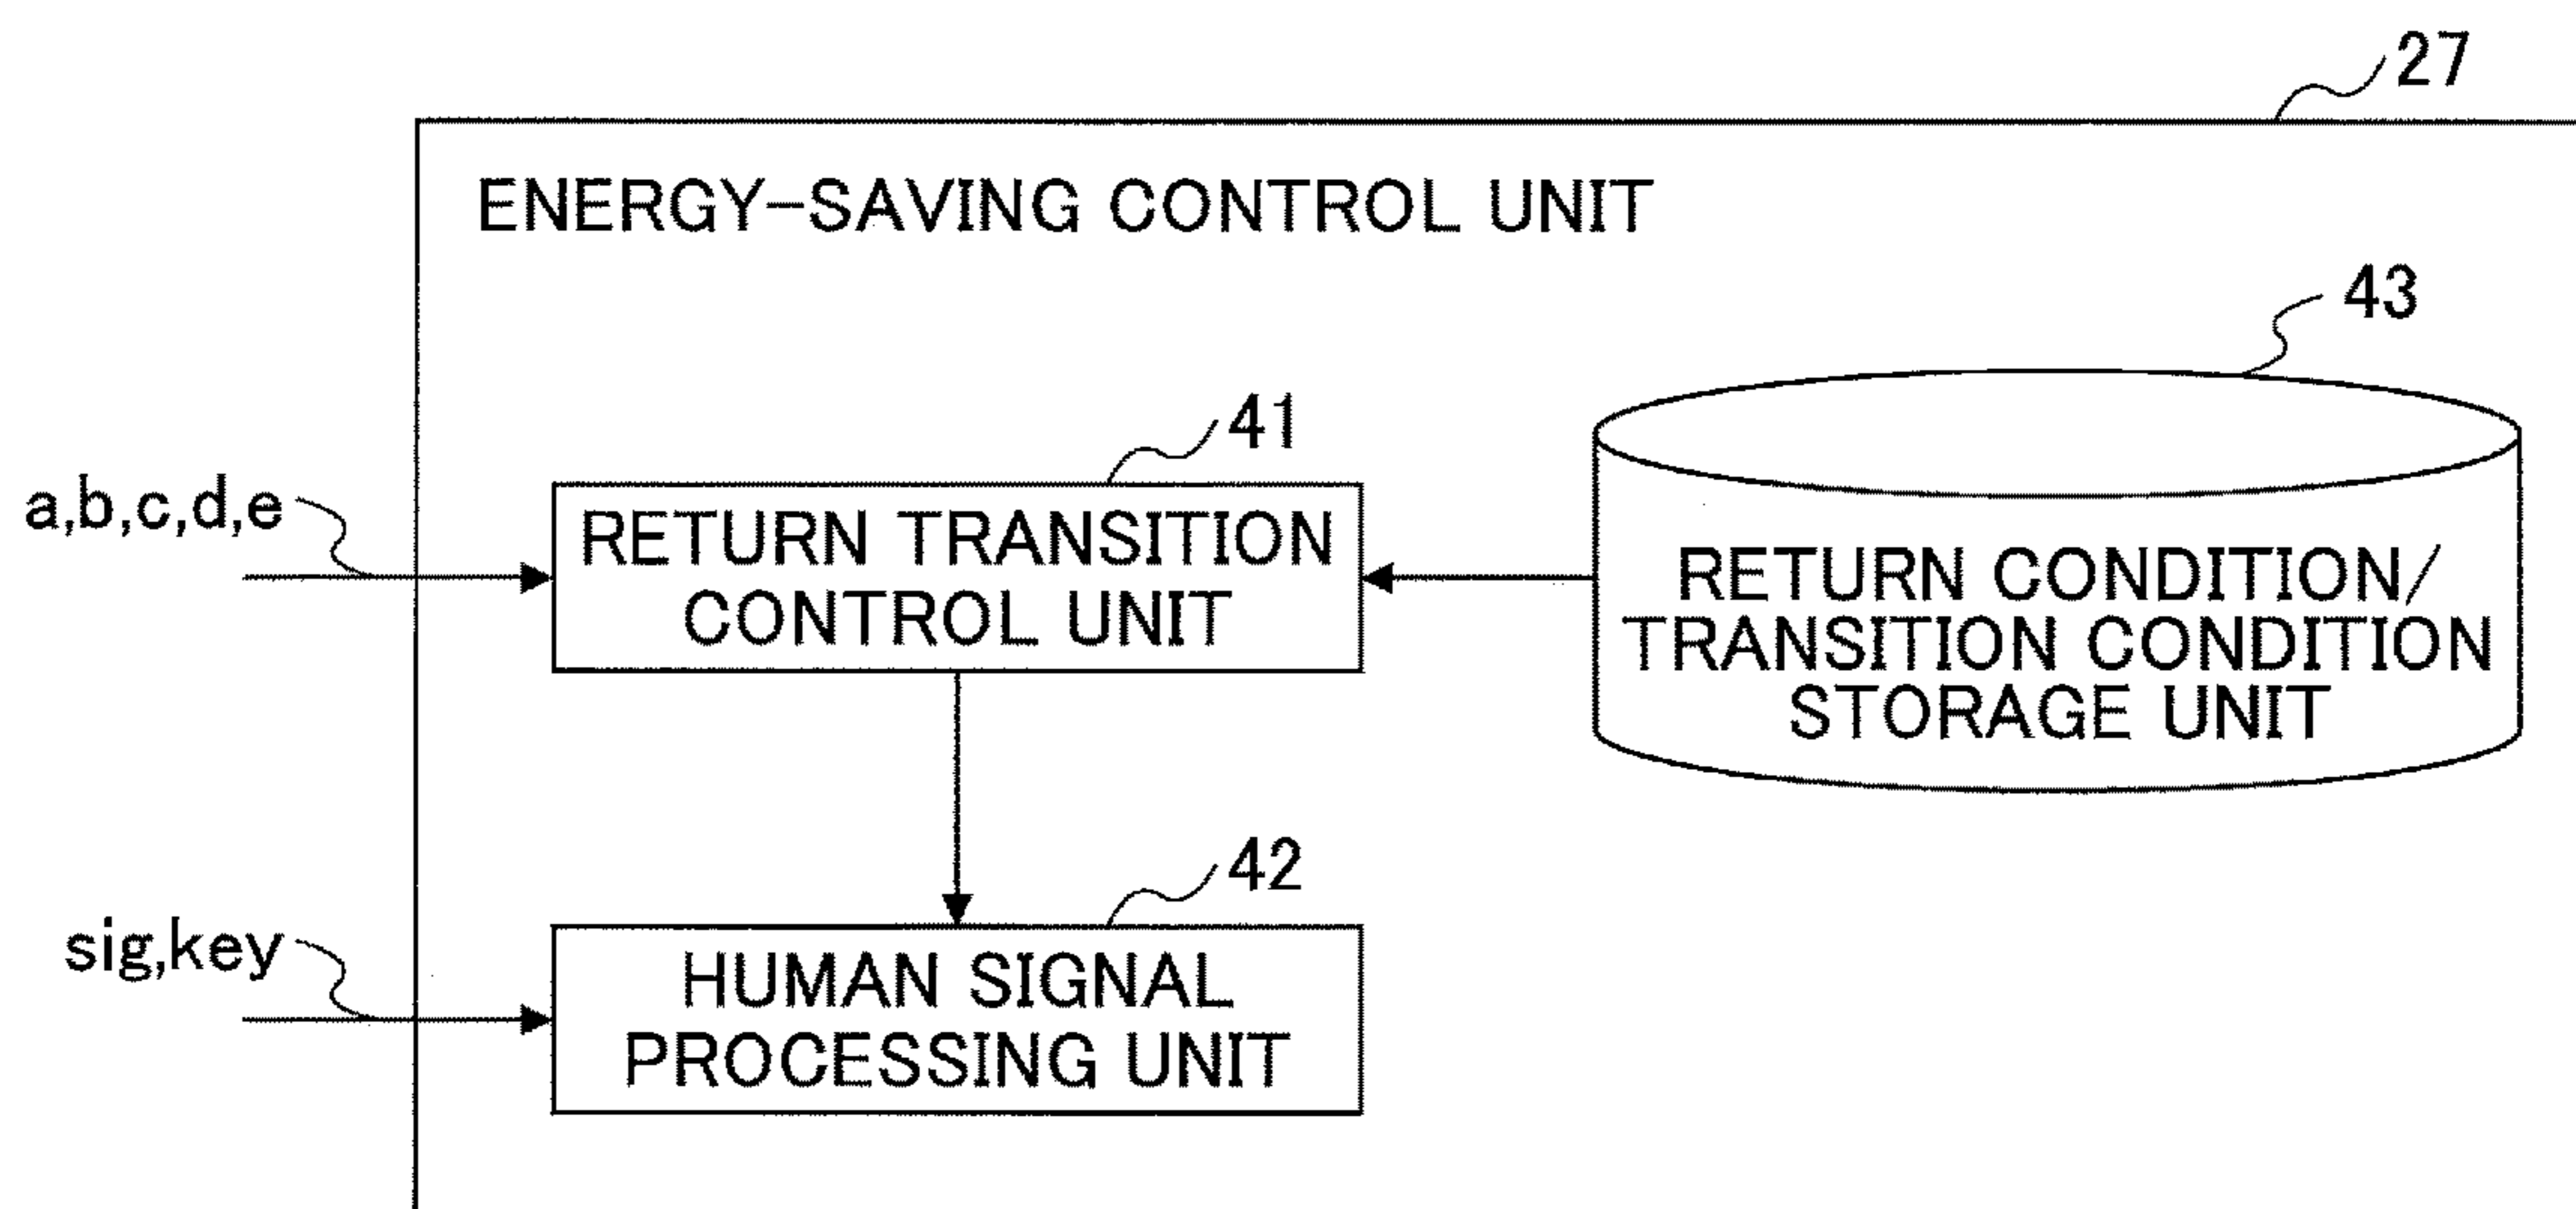 27
ENERGY-SAVING CONTROL UNIT
43
41
a,b,c,d,e
RETURN TRANSITION
CONTROL UNIT
RETURN CONDITION/
TRANSITION CONDITION
STORAGE UNIT
42
sig,key
HUMAN SIGNAL
PROCESSING UNIT